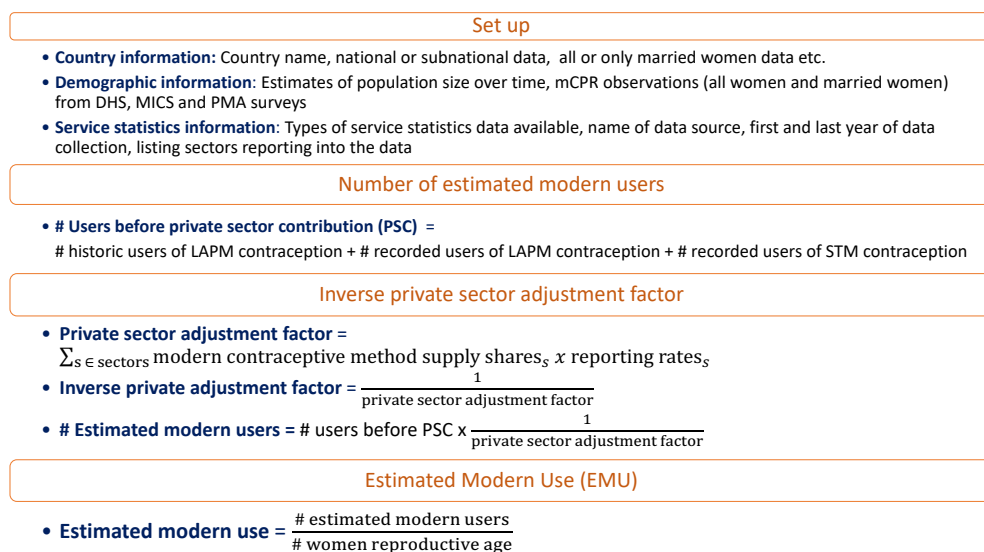 Set up
• Country information: Country name, national or subnational data, all or only married women data etc.
• Demographic information: Estimates of population size over time, mCPR observations (all women and married women)
from DHS, MICS and PMA surveys
• Service statistics information: Types of service statistics data available, name of data source, first and last year of data
collection, listing sectors reporting into the data
Number of estimated modern users
• # Users before private sector contribution (PSC) =
# historic users of LAPM contraception + # recorded users of LAPM contraception + # recorded users of STM contraception
Inverse private sector adjustment factor
• Private sector adjustment factor =
∑s ∈ sectors modern contraceptive method supply shares_s x reporting rates_s
• Inverse private adjustment factor = 1 / private sector adjustment factor
• # Estimated modern users = # users before PSC x 1 / private sector adjustment factor
Estimated Modern Use (EMU)
• Estimated modern use = # estimated modern users / # women reproductive age